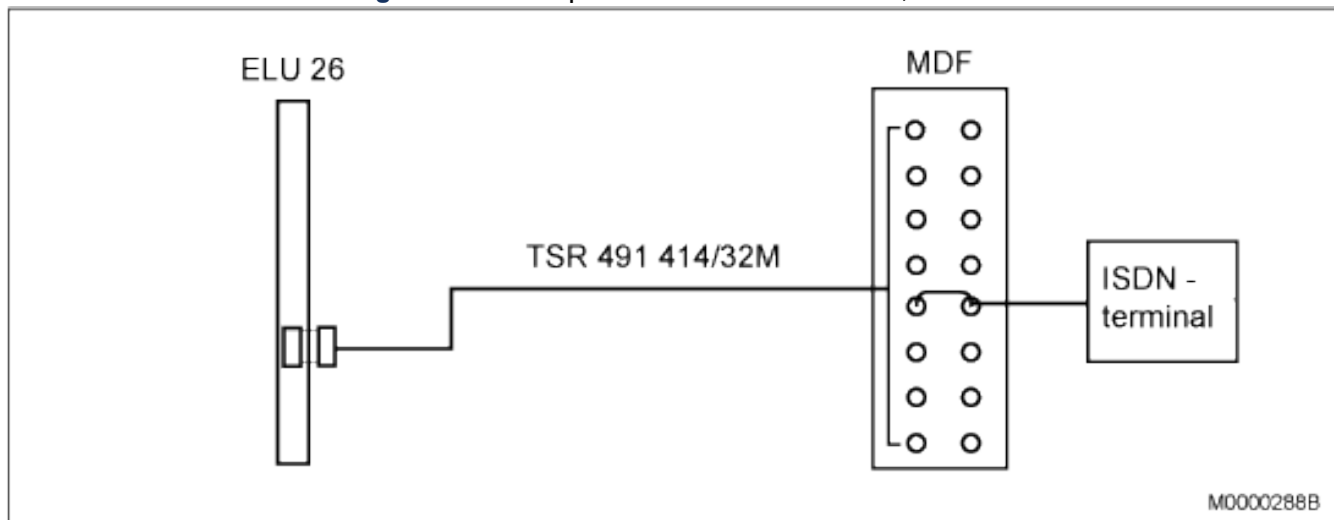 ELU 26
MDF
TSR 491 414/32M
ISDN -
terminal
M0000288B